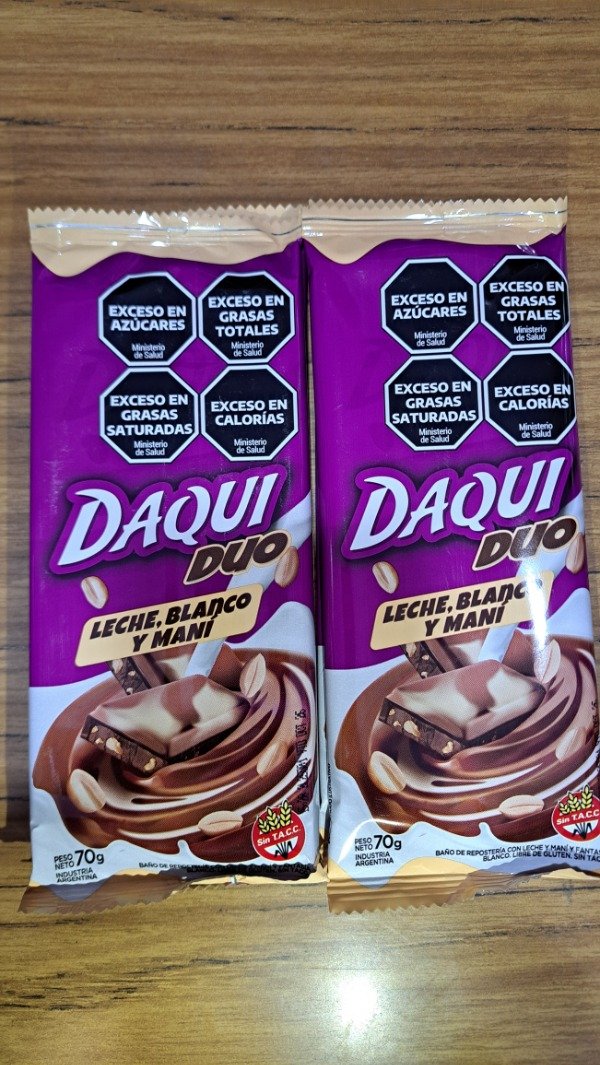 EXCESO EN
AZÚCARES
Ministerio
de Salud
EXCESO EN
GRASAS
TOTALES
Ministerio
de Salud
EXCESO EN
GRASAS
SATURADAS
Ministerio
de Salud
EXCESO EN
CALORÍAS
Ministerio
de Salud
DAQUI
DUO
LECHE, BLANCO
Y MANÍ
Sin T.A.C.C.
PESO
NETO 70g
INDUSTRIA
ARGENTINA
BAÑO DE
EXCESO EN
AZÚCARES
Ministerio
de Salud
EXCESO EN
GRASAS
TOTALES
Ministerio
de Salud
EXCESO EN
GRASAS
SATURADAS
Ministerio
de Salud
EXCESO EN
CALORÍAS
Ministerio
de Salud
DAQUI
DUO
LECHE, BLANCO
Y MANÍ
Sin T.A.C.C.
PESO
NETO 70g
INDUSTRIA
ARGENTINA
BAÑO DE REPOSTERÍA CON LECHE Y MANÍ Y FANTAS
BLANCO. LIBRE DE GLUTEN. SIN TAC